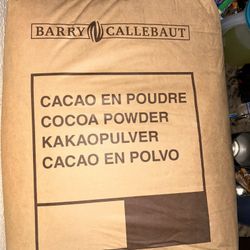 BARRY CALLEBAUT
CACAO EN POUDRE
COCOA POWDER
KAKAOPULVER
CACAO EN POLVO